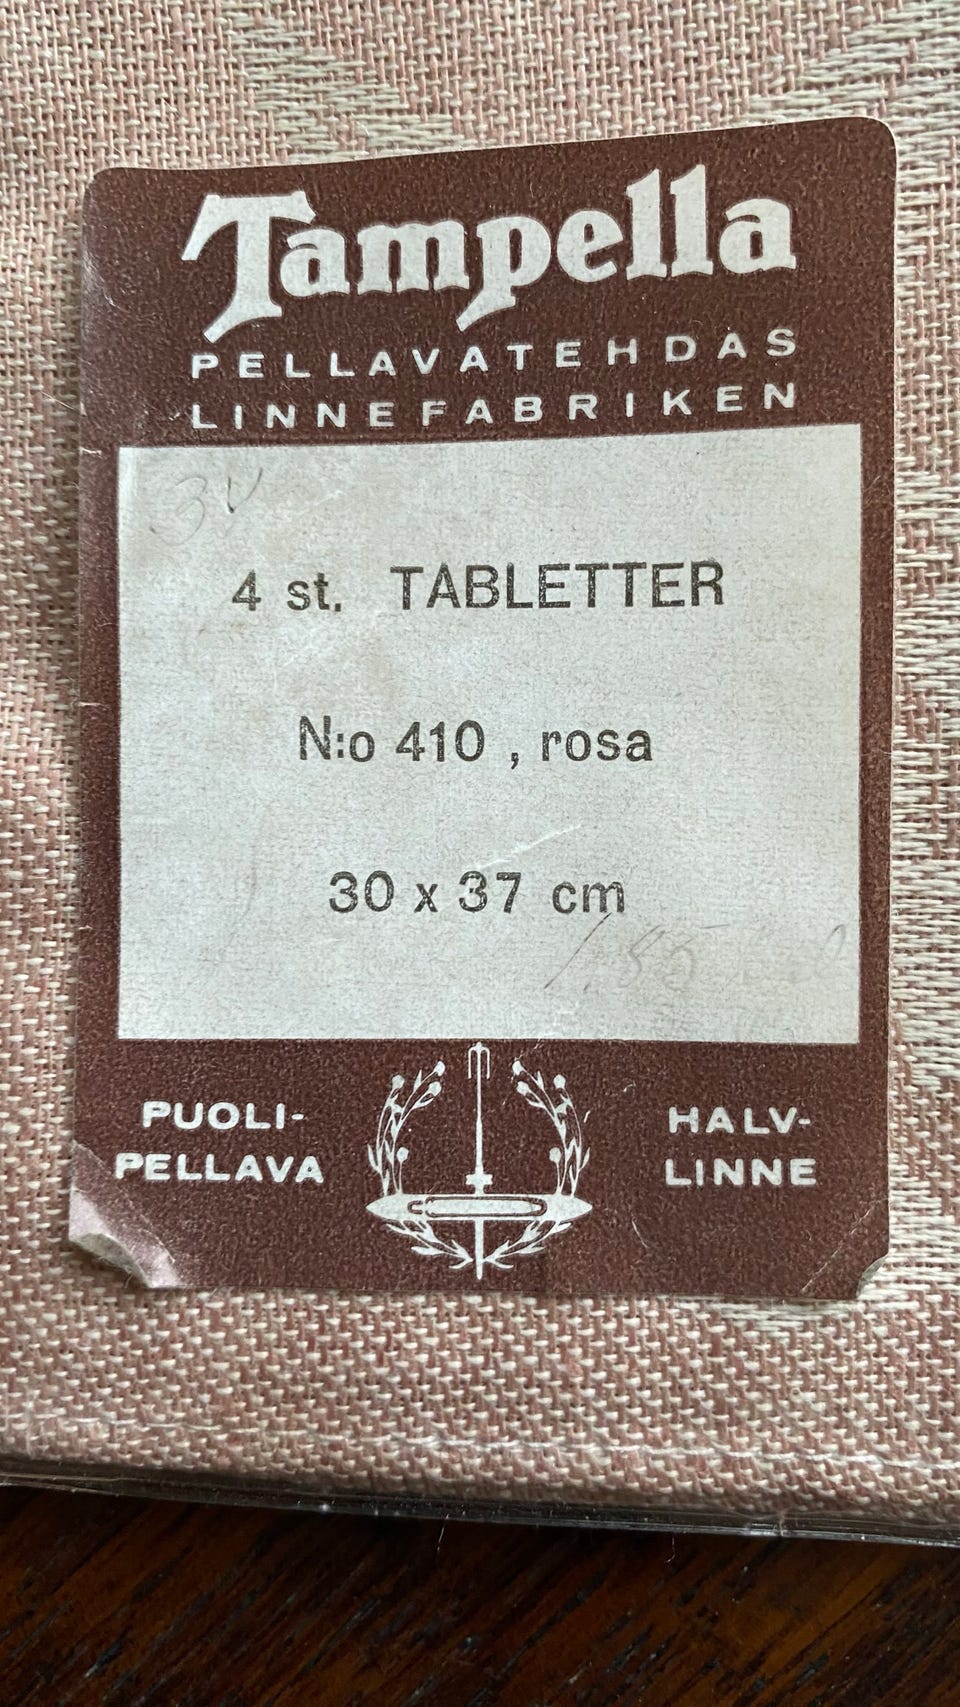 Tampella
PELLAVATEHDAS
LINNEFABRIKEN
4 st. TABLETTER
N:o 410 , rosa
30 x 37 cm
PUOLI-
PELLAVA
HALV-
LINNE